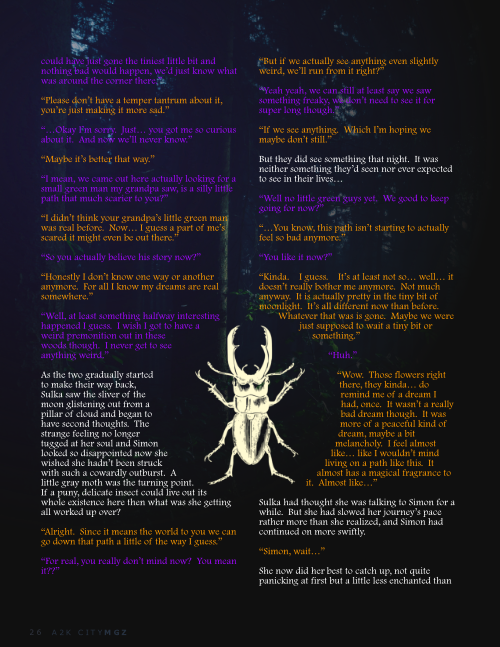 could have just gone the tiniest little bit and
nothing bad would happen, we'd just know what
was around the corner there."
"Please don't have a temper tantrum about it,
you're just making it more sad."
"…Okay I'm sorry.  Just… you got me so curious
about it.  And now we'll never know."
"Maybe it's better that way."
"I mean, we came out here actually looking for a
small green man my grandpa saw, is a silly little
path that much scarier to you?"
"I didn't think your grandpa's little green man
was real before.  Now… I guess a part of me's
scared it might even be out there."
"So you actually believe his story now?"
"Honestly I don't know one way or another
anymore.  For all I know my dreams are real
somewhere."
"Well, at least something halfway interesting
happened I guess.  I wish I got to have a
weird premonition out in these
woods though.  I never get to see
anything weird."
As the two gradually started
to make their way back,
Sulka saw the sliver of the
moon glistening out from a
pillar of cloud and began to
have second thoughts.  The
strange feeling no longer
tugged at her soul and Simon
looked so disappointed now she
wished she hadn't been struck
with such a cowardly outburst.  A
little gray moth was the turning point.
If a puny, delicate insect could live out its
whole existence here then what was she getting
all worked up over?
"Alright.  Since it means the world to you we can
go down that path a little of the way I guess."
"For real, you really don't mind now?  You mean
it??"
"But if we actually see anything even slightly
weird, we'll run from it right?"
"Yeah yeah, we can still at least say we saw
something freaky, we don't need to see it for
super long though."
"If we see anything.  Which I'm hoping we
maybe don't still."
But they did see something that night.  It was
neither something they'd seen nor ever expected
to see in their lives…
"Well no little green guys yet.  We good to keep
going for now?"
"…You know, this path isn't starting to actually
feel so bad anymore."
"You like it now?"
"Kinda.  I guess.  It's at least not so… well… it
doesn't really bother me anymore.  Not much
anyway.  It is actually pretty in the tiny bit of
moonlight.  It's all different now than before.
Whatever that was is gone.  Maybe we were
just supposed to wait a tiny bit or
something."
"Huh."
"Wow.  Those flowers right
there, they kinda… do
remind me of a dream I
had, once.  It wasn't a really
bad dream though.  It was
more of a peaceful kind of
dream, maybe a bit
melancholy.  I feel almost
like… like I wouldn't mind
living on a path like this.  It
almost has a magical fragrance to
it.  Almost like…"
Sulka had thought she was talking to Simon for a
while.  But she had slowed her journey's pace
rather more than she realized, and Simon had
continued on more swiftly.
"Simon, wait…"
She now did her best to catch up, not quite
panicking at first but a little less enchanted than
26 A2K CITYMGZ